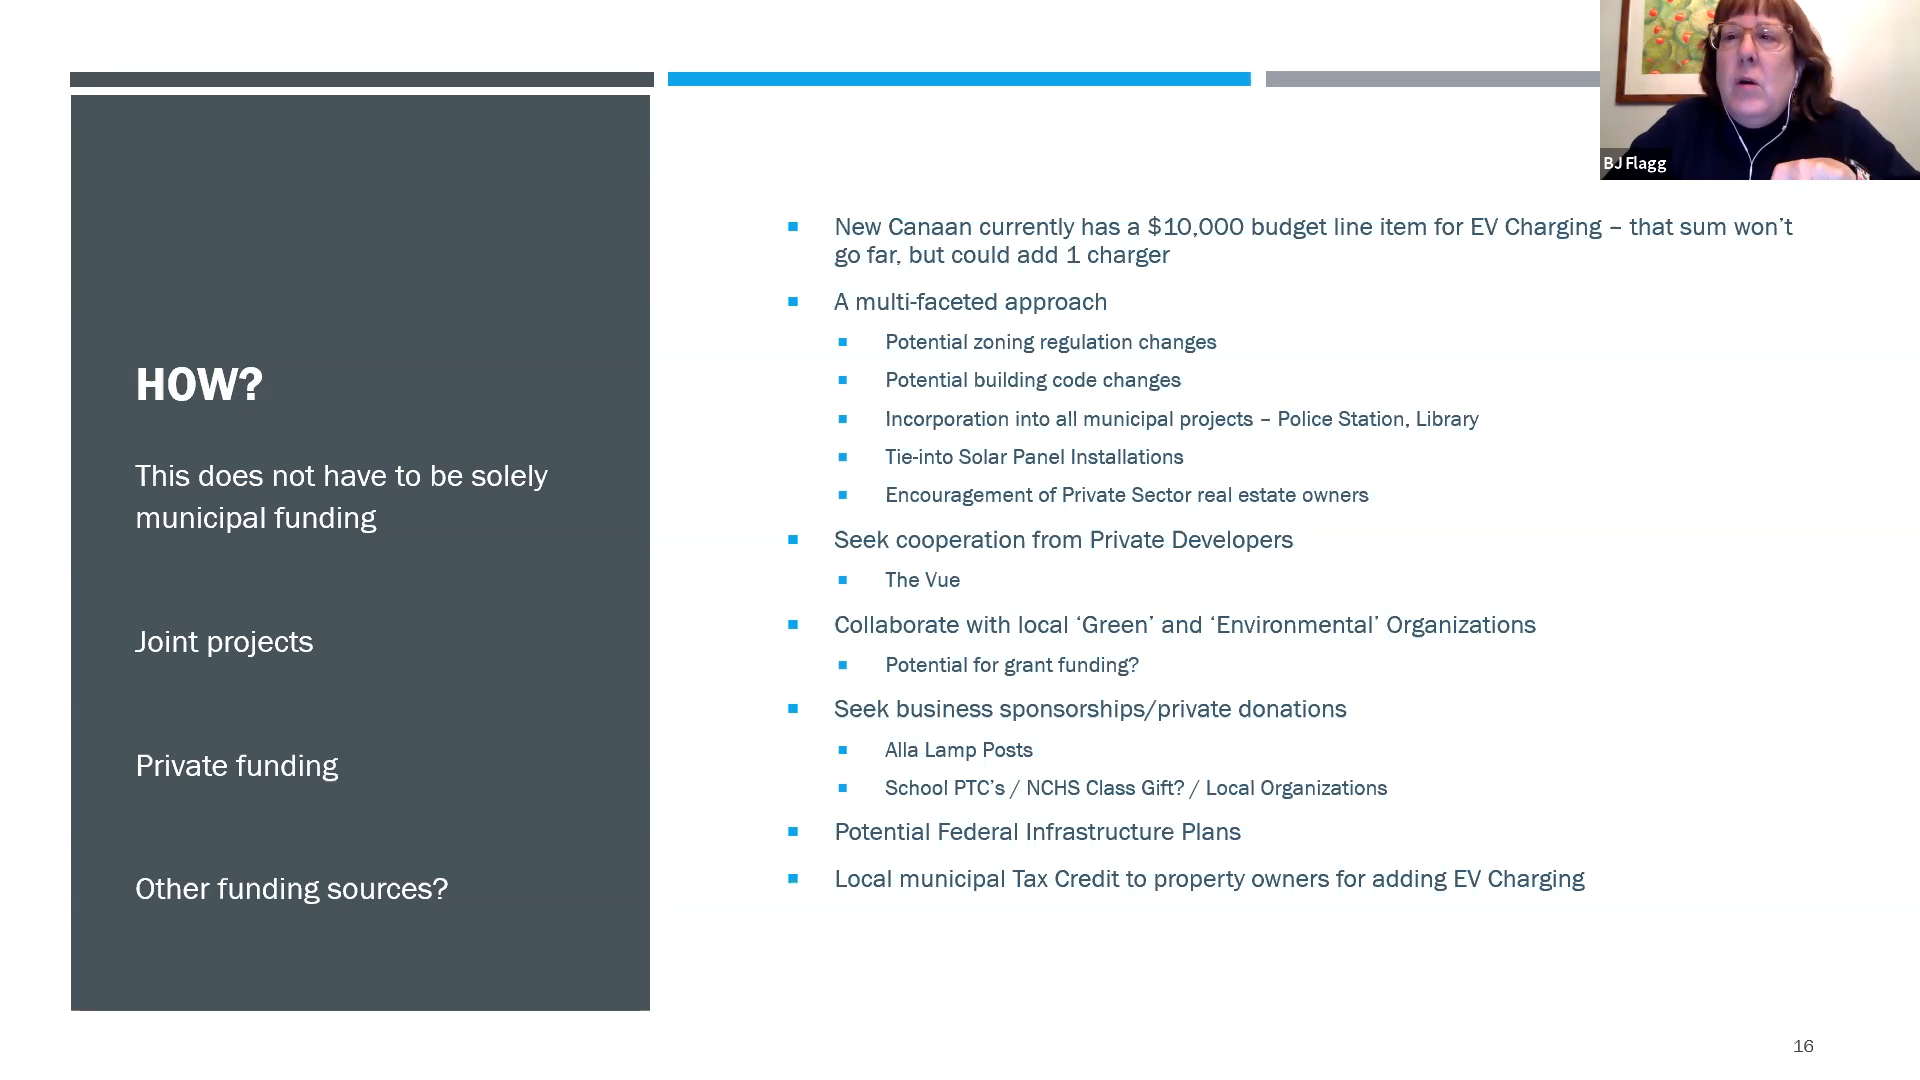 BJ Flagg
HOW?
This does not have to be solely
municipal funding
Joint projects
Private funding
Other funding sources?
New Canaan currently has a $10,000 budget line item for EV Charging – that sum won’t
go far, but could add 1 charger
A multi-faceted approach
Potential zoning regulation changes
Potential building code changes
Incorporation into all municipal projects – Police Station, Library
Tie-into Solar Panel Installations
Encouragement of Private Sector real estate owners
Seek cooperation from Private Developers
The Vue
Collaborate with local ‘Green’ and ‘Environmental’ Organizations
Potential for grant funding?
Seek business sponsorships/private donations
Alla Lamp Posts
School PTC’s / NCHS Class Gift? / Local Organizations
Potential Federal Infrastructure Plans
Local municipal Tax Credit to property owners for adding EV Charging
16